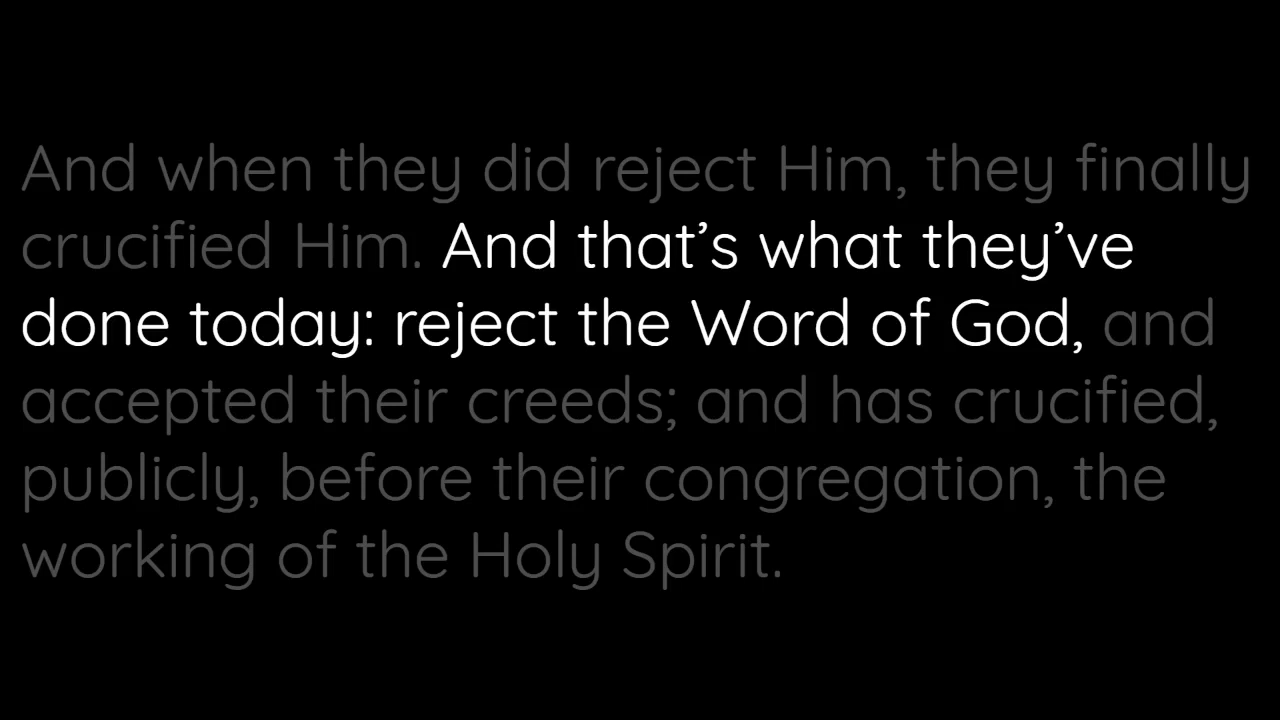 And when they did reject Him, they finally
crucified Him. And that’s what they’ve
done today: reject the Word of God, and
accepted their creeds; and has crucified,
publicly, before their congregation, the
working of the Holy Spirit.